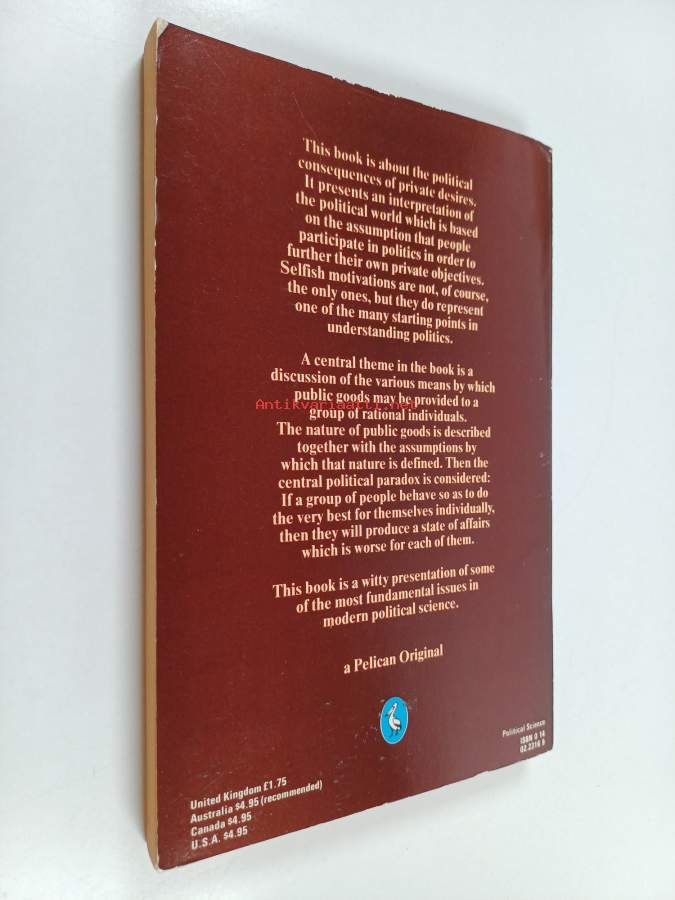 This book is about the political
consequences of private desires.
It presents an interpretation of
the political world which is based
on the assumption that people
participate in politics in order to
further their own private objectives.
Selfish motivations are not, of course,
the only ones, but they do represent
one of the many starting points in
understanding politics.
A central theme in the book is a
discussion of the various means by which
public goods may be provided to a
Antikvariaatti.net
group of rational individuals.
The nature of public goods is described
together with the assumptions by
which that nature is defined. Then the
central political paradox is considered:
If a group of people behave so as to do
the very best for themselves individually,
then they will produce a state of affairs
which is worse for each of them.
This book is a witty presentation of some
of the most fundamental issues in
modern political science.
a Pelican Original
Political Science
ISBN 0 14
02.2316 9
United Kingdom £1.75
Australia $4.95 (recommended)
Canada $4.95
U.S.A. $4.95